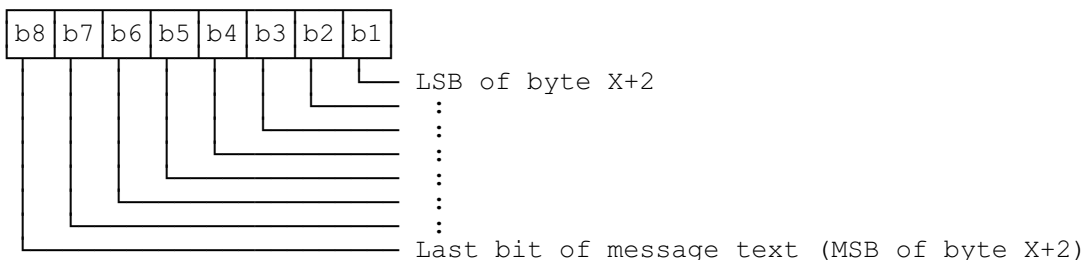 b8 b7 b6 b5 b4 b3 b2 b1
LSB of byte X+2
:
:
:
:
:
:
Last bit of message text (MSB of byte X+2)